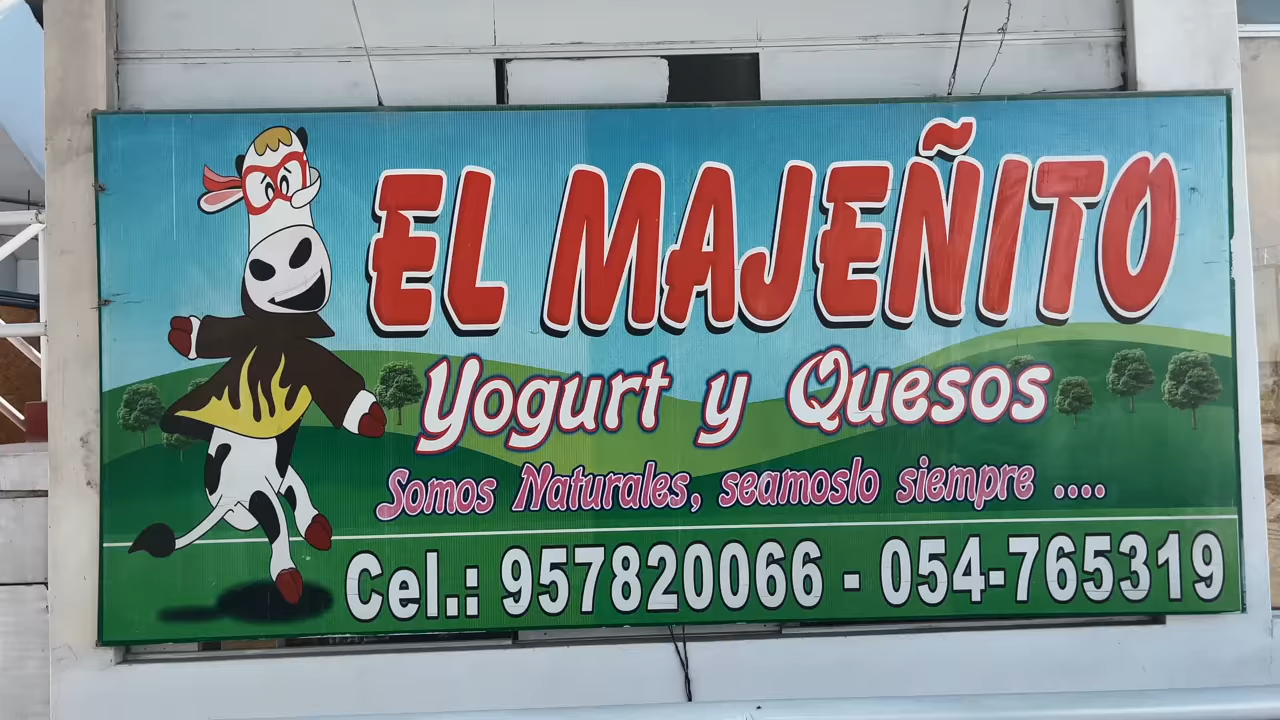 EL MAJEÑITO
Yogurt y Quesos
Somos Naturales, seamoslo siempre ....
Cel.: 957820066 - 054-765319